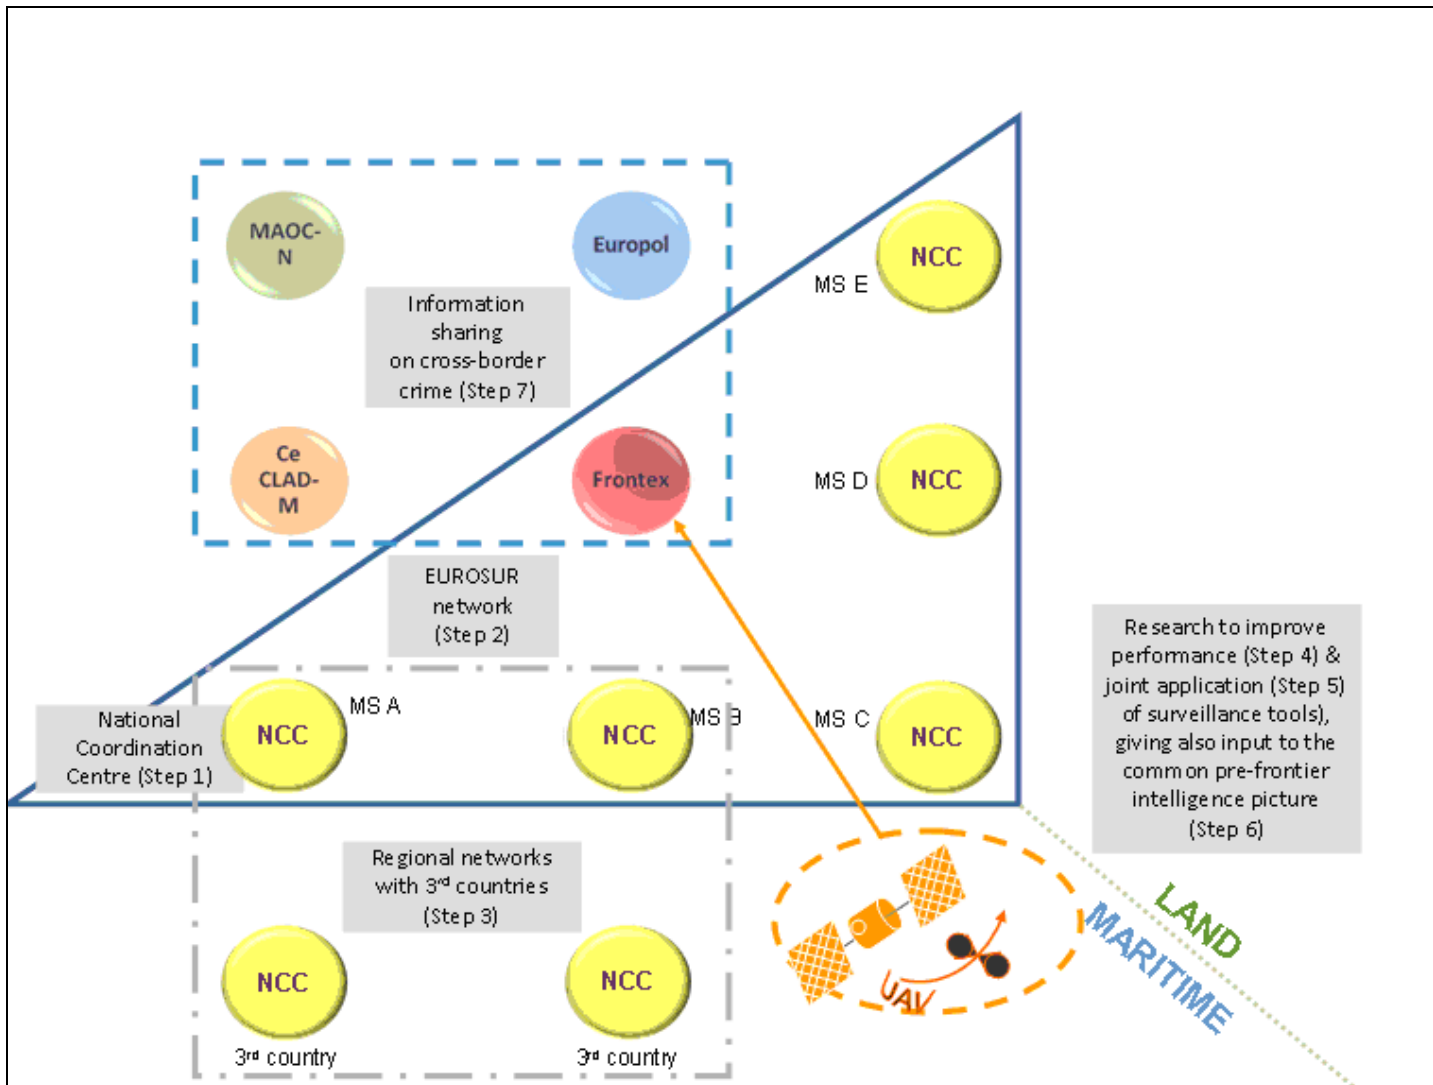 MAOC-
N
Europol
NCC
MS E
Information
sharing
on cross-border
crime (Step 7)
Ce
CLAD-
M
Frontex
MS D
NCC
EUROSUR
network
(Step 2)
Research to improve
performance (Step 4) &
joint application (Step 5)
of surveillance tools),
giving also input to the
common pre-frontier
intelligence picture
(Step 6)
National
Coordination
Centre (Step 1)
NCC
MS A
NCC
MS B
MS C
NCC
Regional networks
with 3rd countries
(Step 3)
LAND
MARITIME
UAV
NCC
NCC
3rd country
3rd country